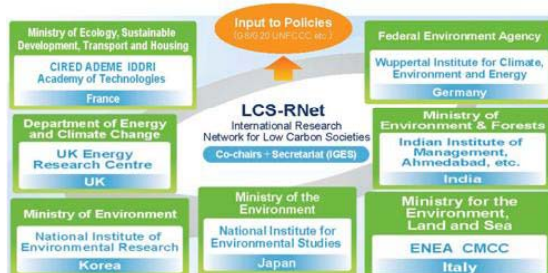 Ministry of Ecology, Sustainable
Development, Transport and Housing
CIRED ADEME IDDRI
Academy of Technologies
France
Input to Policies
(G8/G20 UNFCCC etc.)
Federal Environment Agency
Wuppertal Institute for Climate,
Environment and Energy
Germany
Department of Energy
and Climate Change
UK Energy
Research Centre
UK
LCS-RNet
International Research
Network for Low Carbon Societies
Co-chairs + Secretariat (IGES)
Ministry of
Environment & Forests
Indian Institute of
Management,
Ahmedabad, etc.
India
Ministry of Environment
National Institute of
Environmental Research
Korea
Ministry of the
Environment
National Institute for
Environmental Studies
Japan
Ministry for the
Environment,
Land and Sea
ENEA CMCC
Italy